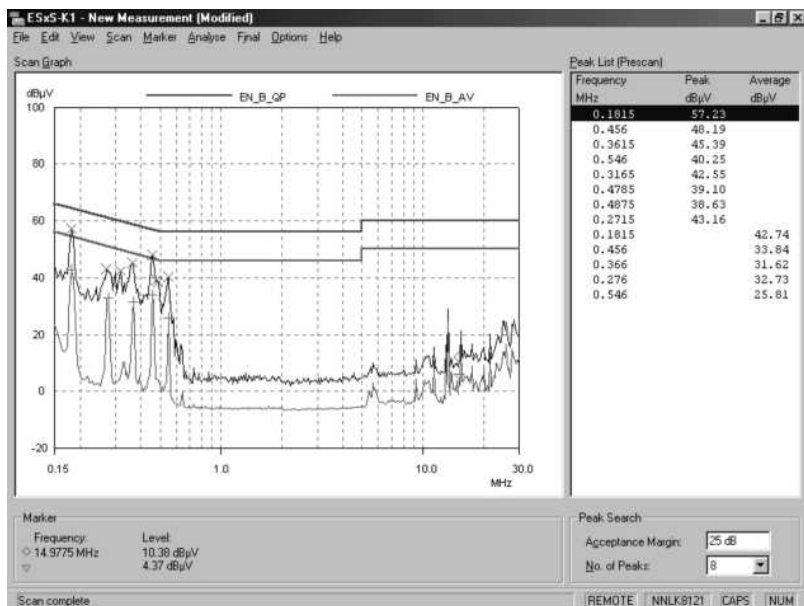 ESxS-K1 - New Measurement (Modified)
File Edit View Scan Marker Analyse Final Options Help
Scan Graph
dBµV
EN_B_QP
EN_B_AV
100
80
60
40
20
0
-20
0.15
1.0
10.0
30.0
MHz
Peak List (Prescan)
Frequency Peak Average
MHz dBµV dBµV
0.1815 57.23
0.456 48.19
0.3615 45.39
0.546 40.25
0.3165 42.55
0.4785 39.10
0.4875 38.63
0.2715 43.16
0.1815 42.74
0.456 33.84
0.366 31.62
0.276 32.73
0.546 25.81
Marker
Frequency: Level:
14.9775 MHz 10.38 dBµV
4.37 dBµV
Peak Search
Acceptance Margin: 25 dB
No. of Peaks: 8
Scan complete
REMOTE NNLK8121 CAPS NUM